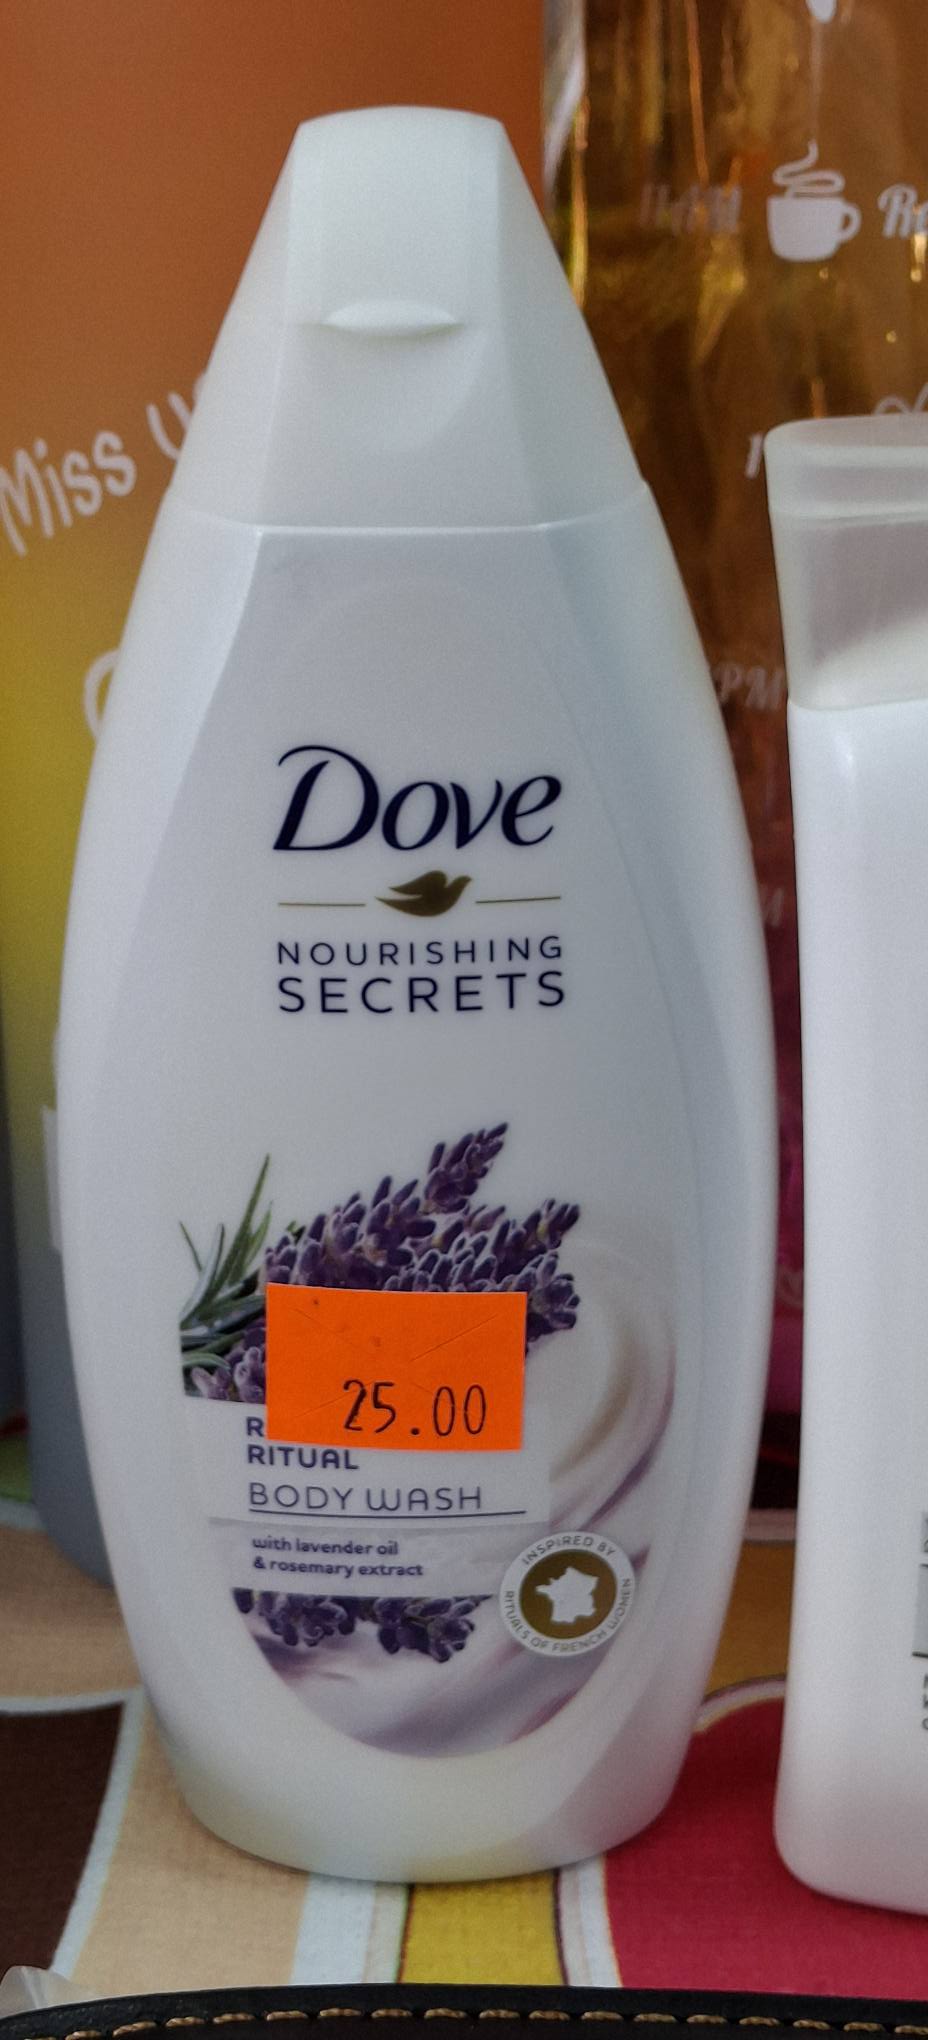 Miss
Dove
NOURISHING
SECRETS
25.00
RITUAL
BODY WASH
with lavender oil
& rosemary extract
INSPIRED BY
RITUALS OF FRENCH WOMEN